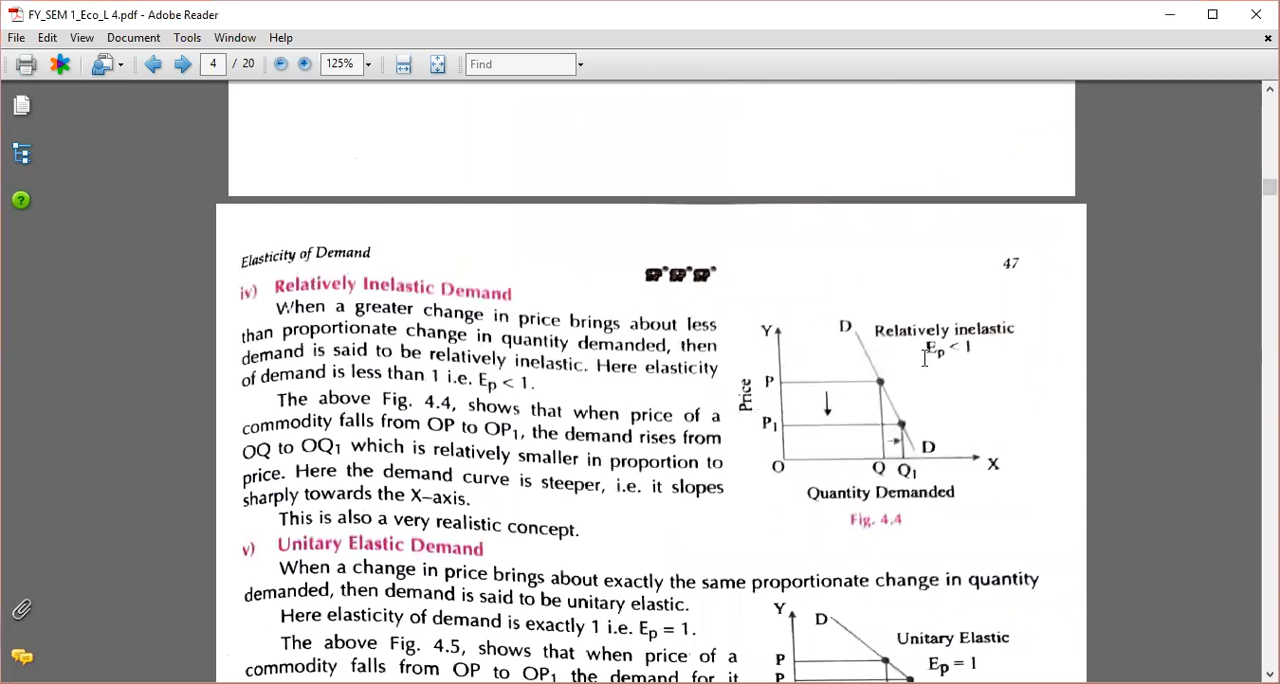 FY_SEM 1_Eco_L 4.pdf - Adobe Reader
File Edit View Document Tools Window Help
4 / 20 125% Find
Elasticity of Demand
47
iv) Relatively Inelastic Demand
When a greater change in price brings about less
than proportionate change in quantity demanded, then
demand is said to be relatively inelastic. Here elasticity
of demand is less than 1 i.e. Ep < 1.
The above Fig. 4.4, shows that when price of a
commodity falls from OP to OP1, the demand rises from
OQ to OQ1 which is relatively smaller in proportion to
price. Here the demand curve is steeper, i.e. it slopes
sharply towards the X–axis.
This is also a very realistic concept.
Y D Relatively inelastic
Ep < 1
P
Price
P1
D
O Q Q1 X
Quantity Demanded
Fig. 4.4
v) Unitary Elastic Demand
When a change in price brings about exactly the same proportionate change in quantity
demanded, then demand is said to be unitary elastic.
Here elasticity of demand is exactly 1 i.e. Ep = 1.
The above Fig. 4.5, shows that when price of a
commodity falls from OP to OP1 the demand for it
Y D
Unitary Elastic
P Ep = 1
P